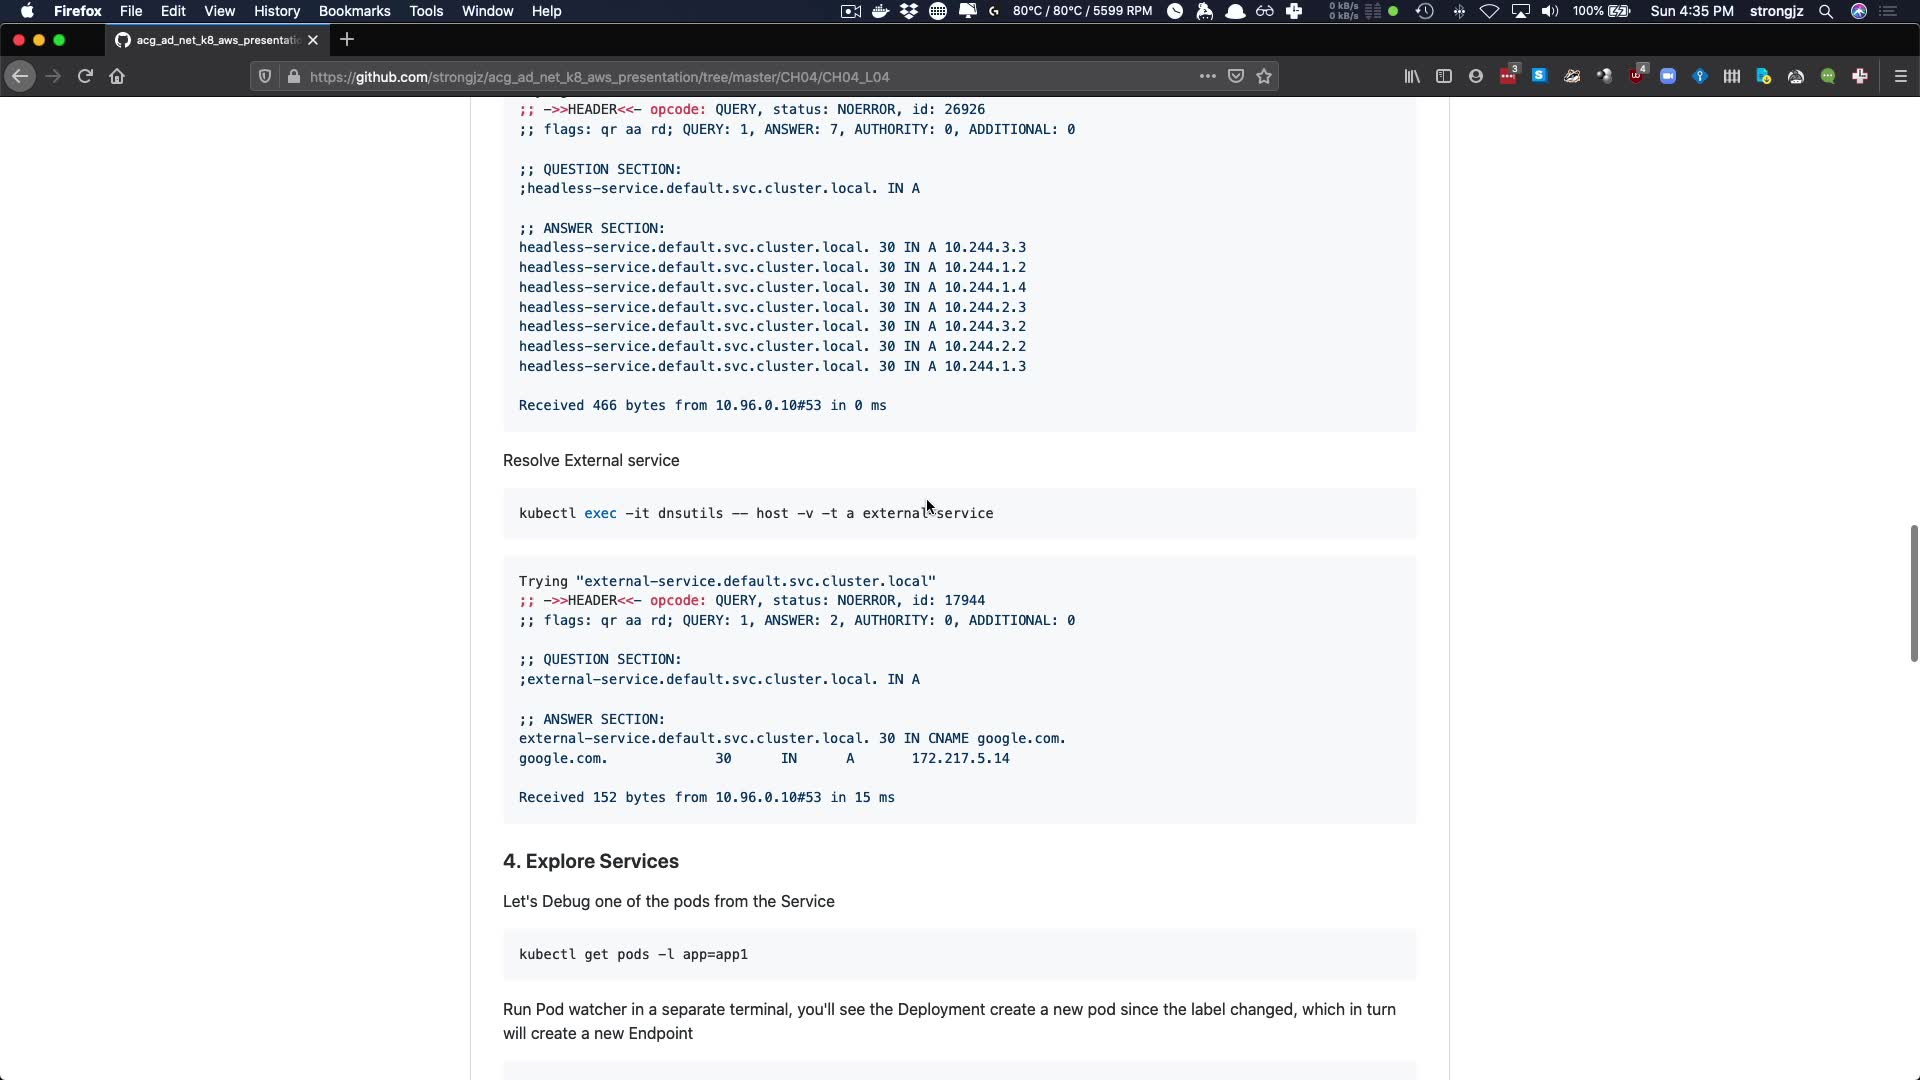 Firefox File Edit View History Bookmarks Tools Window Help 80°C / 80°C / 5599 RPM 0 kB/s 0 kB/s 100% Sun 4:35 PM strongjz
acg_ad_net_k8_aws_presentatio
https://github.com/strongjz/acg_ad_net_k8_aws_presentation/tree/master/CH04/CH04_L04 3 4
;; ->>HEADER<<- opcode: QUERY, status: NOERROR, id: 26926
;; flags: qr aa rd; QUERY: 1, ANSWER: 7, AUTHORITY: 0, ADDITIONAL: 0
;; QUESTION SECTION:
;headless-service.default.svc.cluster.local. IN A
;; ANSWER SECTION:
headless-service.default.svc.cluster.local. 30 IN A 10.244.3.3
headless-service.default.svc.cluster.local. 30 IN A 10.244.1.2
headless-service.default.svc.cluster.local. 30 IN A 10.244.1.4
headless-service.default.svc.cluster.local. 30 IN A 10.244.2.3
headless-service.default.svc.cluster.local. 30 IN A 10.244.3.2
headless-service.default.svc.cluster.local. 30 IN A 10.244.2.2
headless-service.default.svc.cluster.local. 30 IN A 10.244.1.3
Received 466 bytes from 10.96.0.10#53 in 0 ms
Resolve External service
kubectl exec -it dnsutils -- host -v -t a external-service
Trying "external-service.default.svc.cluster.local"
;; ->>HEADER<<- opcode: QUERY, status: NOERROR, id: 17944
;; flags: qr aa rd; QUERY: 1, ANSWER: 2, AUTHORITY: 0, ADDITIONAL: 0
;; QUESTION SECTION:
;external-service.default.svc.cluster.local. IN A
;; ANSWER SECTION:
external-service.default.svc.cluster.local. 30 IN CNAME google.com.
google.com. 30 IN A 172.217.5.14
Received 152 bytes from 10.96.0.10#53 in 15 ms
4. Explore Services
Let's Debug one of the pods from the Service
kubectl get pods -l app=app1
Run Pod watcher in a separate terminal, you'll see the Deployment create a new pod since the label changed, which in turn
will create a new Endpoint